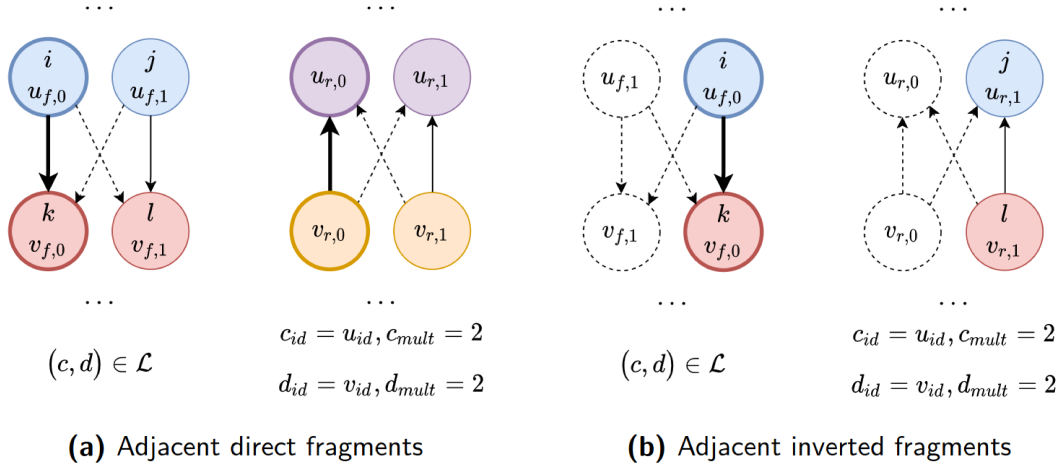 ... ... ... ...
i j i j
u_{f,0} u_{f,1} u_{r,0} u_{r,1} u_{f,1} u_{f,0} u_{r,0} u_{r,1}
k l k l
v_{f,0} v_{f,1} v_{r,0} v_{r,1} v_{f,1} v_{f,0} v_{r,0} v_{r,1}
... ... ... ...
(c, d) ∈ ℒ
c_{id} = u_{id}, c_{mult} = 2
d_{id} = v_{id}, d_{mult} = 2
(c, d) ∈ ℒ
c_{id} = u_{id}, c_{mult} = 2
d_{id} = v_{id}, d_{mult} = 2
(a) Adjacent direct fragments
(b) Adjacent inverted fragments